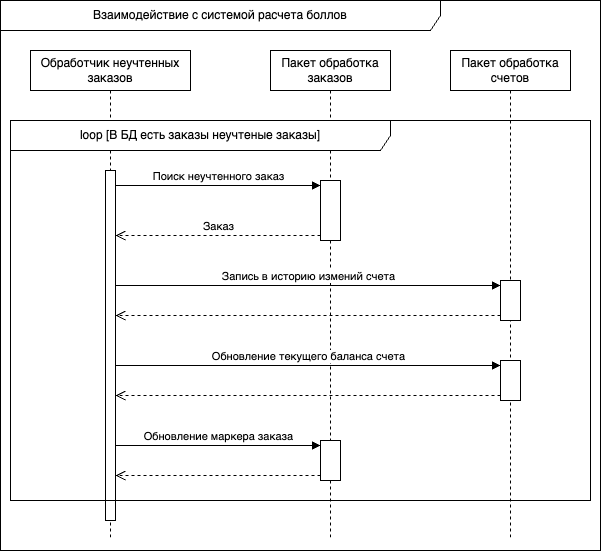 Взаимодействие с системой расчета боллов
Обработчик неучтенных
заказов
Пакет обработка
заказов
Пакет обработка
счетов
loop [В БД есть заказы неучтеные заказы]
Поиск неучтенного заказ
Заказ
Запись в историю измений счета
Обновление текущего баланса счета
Обновление маркера заказа